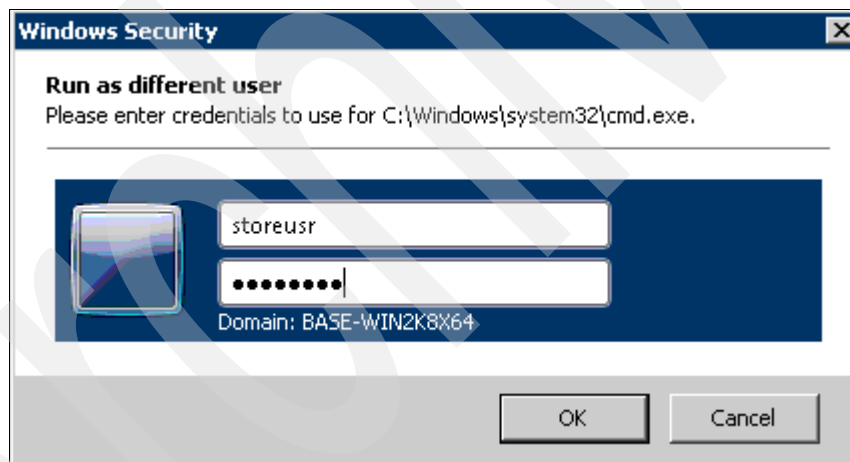 Windows Security
Run as different user
Please enter credentials to use for C:\Windows\system32\cmd.exe.
storeusr
●●●●●●●●
Domain: BASE-WIN2K8X64
OK
Cancel